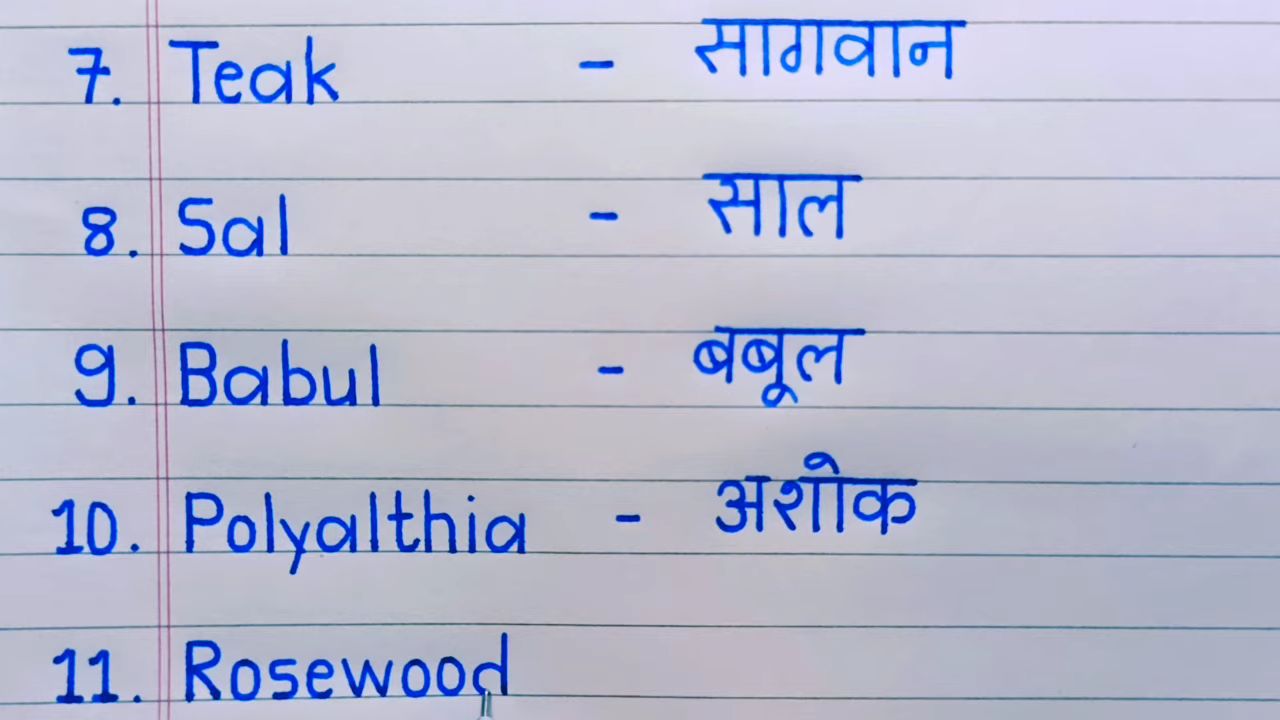 7. Teak - सागवान
8. Sal - साल
9. Babul - बबूल
10. Polyalthia - अशोक
11. Rosewood